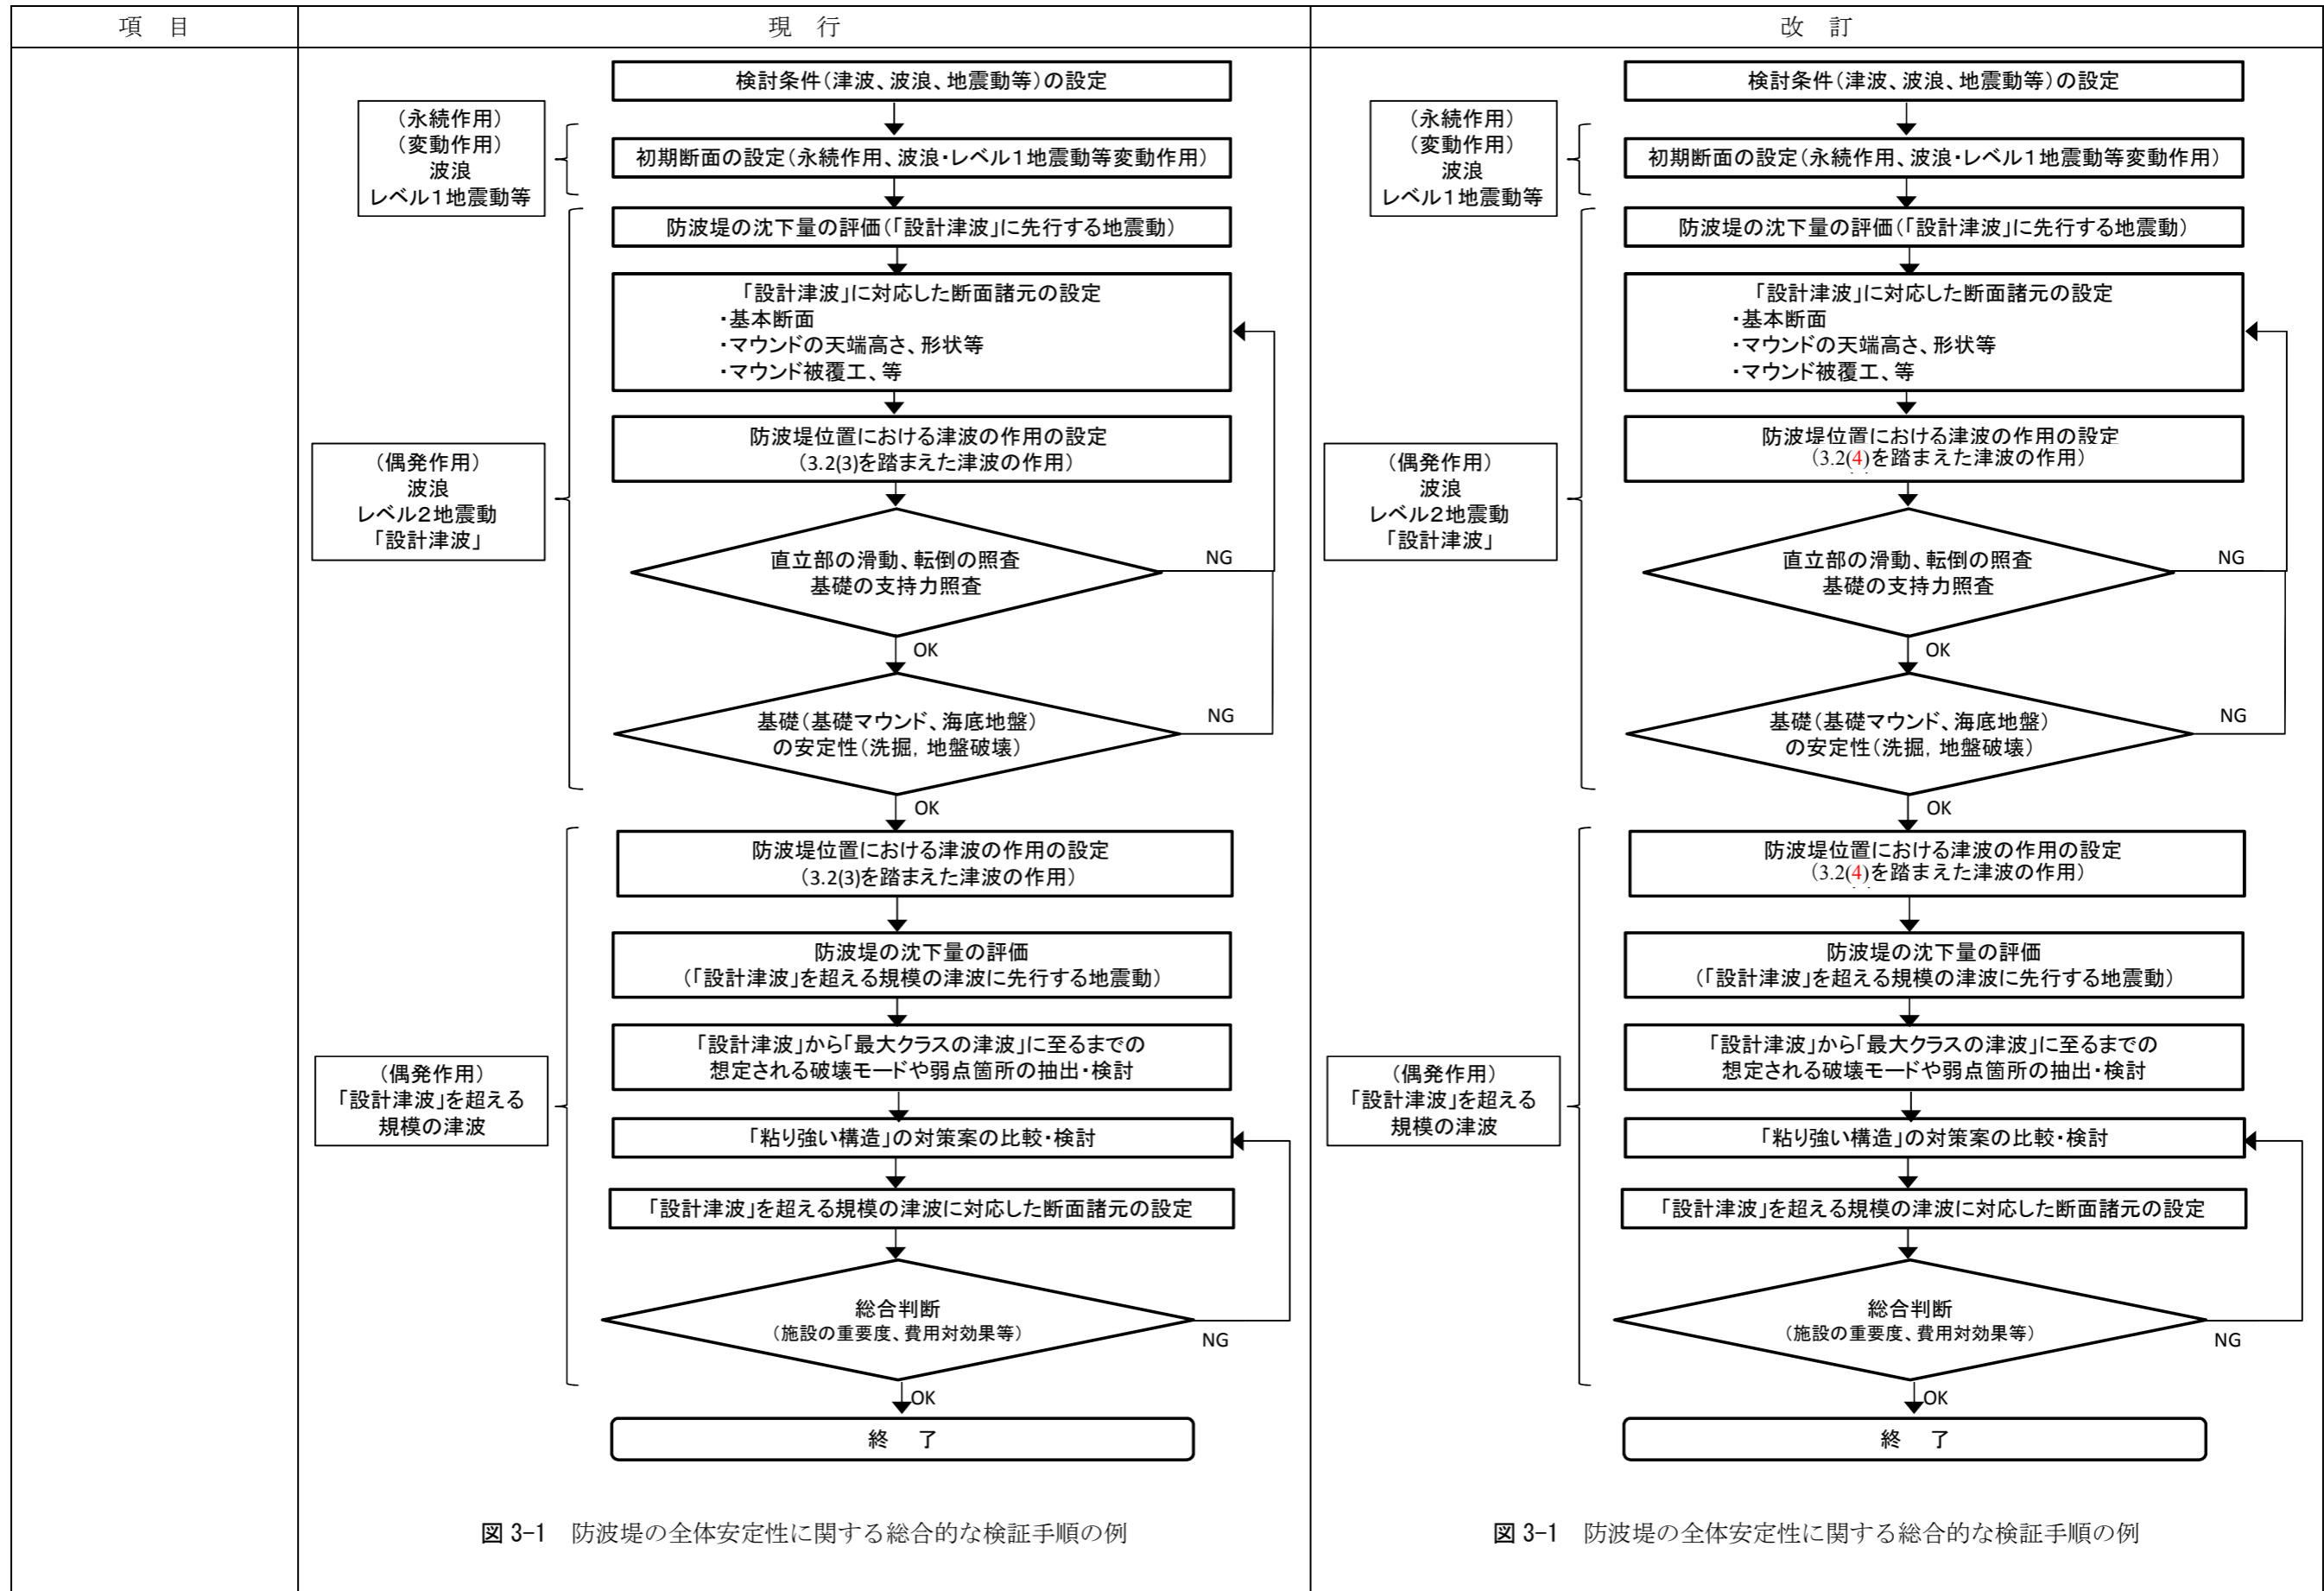 項 目
現 行
改 訂
検討条件(津波、波浪、地震動等)の設定
(永続作用)
(変動作用)
波浪
レベル1地震動等
初期断面の設定(永続作用、波浪・レベル1地震動等変動作用)
防波堤の沈下量の評価(「設計津波」に先行する地震動)
「設計津波」に対応した断面諸元の設定
・基本断面
・マウンドの天端高さ、形状等
・マウンド被覆工、等
防波堤位置における津波の作用の設定
(3.2(3)を踏まえた津波の作用)
(偶発作用)
波浪
レベル2地震動
「設計津波」
直立部の滑動、転倒の照査
基礎の支持力照査
NG
OK
基礎(基礎マウンド、海底地盤)
の安定性(洗掘,地盤破壊)
NG
OK
防波堤位置における津波の作用の設定
(3.2(3)を踏まえた津波の作用)
防波堤の沈下量の評価
(「設計津波」を超える規模の津波に先行する地震動)
「設計津波」から「最大クラスの津波」に至るまでの
想定される破壊モードや弱点箇所の抽出・検討
(偶発作用)
「設計津波」を超える
規模の津波
「粘り強い構造」の対策案の比較・検討
「設計津波」を超える規模の津波に対応した断面諸元の設定
総合判断
(施設の重要度、費用対効果等)
NG
OK
終 了
図 3-1 防波堤の全体安定性に関する総合的な検証手順の例
検討条件(津波、波浪、地震動等)の設定
(永続作用)
(変動作用)
波浪
レベル1地震動等
初期断面の設定(永続作用、波浪・レベル1地震動等変動作用)
防波堤の沈下量の評価(「設計津波」に先行する地震動)
「設計津波」に対応した断面諸元の設定
・基本断面
・マウンドの天端高さ、形状等
・マウンド被覆工、等
防波堤位置における津波の作用の設定
(3.2(4)を踏まえた津波の作用)
(偶発作用)
波浪
レベル2地震動
「設計津波」
直立部の滑動、転倒の照査
基礎の支持力照査
NG
OK
基礎(基礎マウンド、海底地盤)
の安定性(洗掘,地盤破壊)
NG
OK
防波堤位置における津波の作用の設定
(3.2(4)を踏まえた津波の作用)
防波堤の沈下量の評価
(「設計津波」を超える規模の津波に先行する地震動)
「設計津波」から「最大クラスの津波」に至るまでの
想定される破壊モードや弱点箇所の抽出・検討
(偶発作用)
「設計津波」を超える
規模の津波
「粘り強い構造」の対策案の比較・検討
「設計津波」を超える規模の津波に対応した断面諸元の設定
総合判断
(施設の重要度、費用対効果等)
NG
OK
終 了
図 3-1 防波堤の全体安定性に関する総合的な検証手順の例